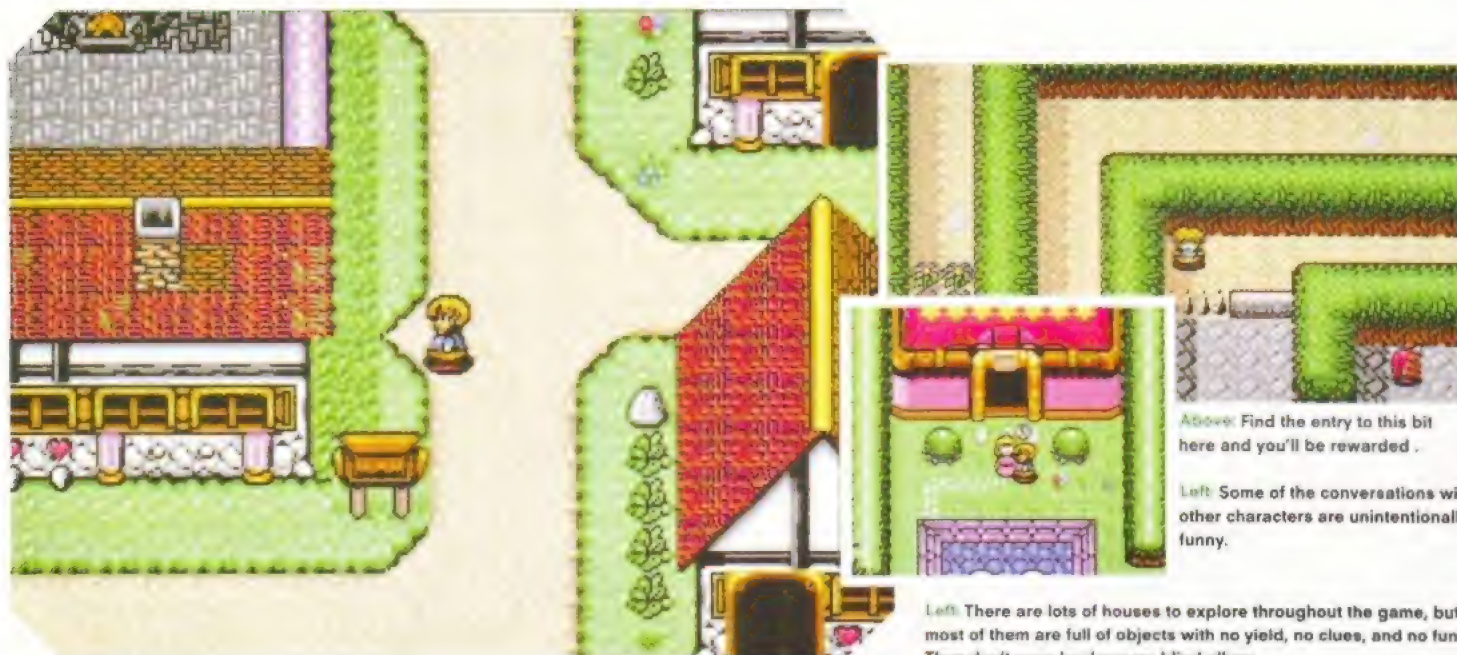 Above: Find the entry to this bit
here and you'll be rewarded .
Left: Some of the conversations wi
other characters are unintentionall
funny.
Left: There are lots of houses to explore throughout the game, but
most of them are full of objects with no yield, no clues, and no fun